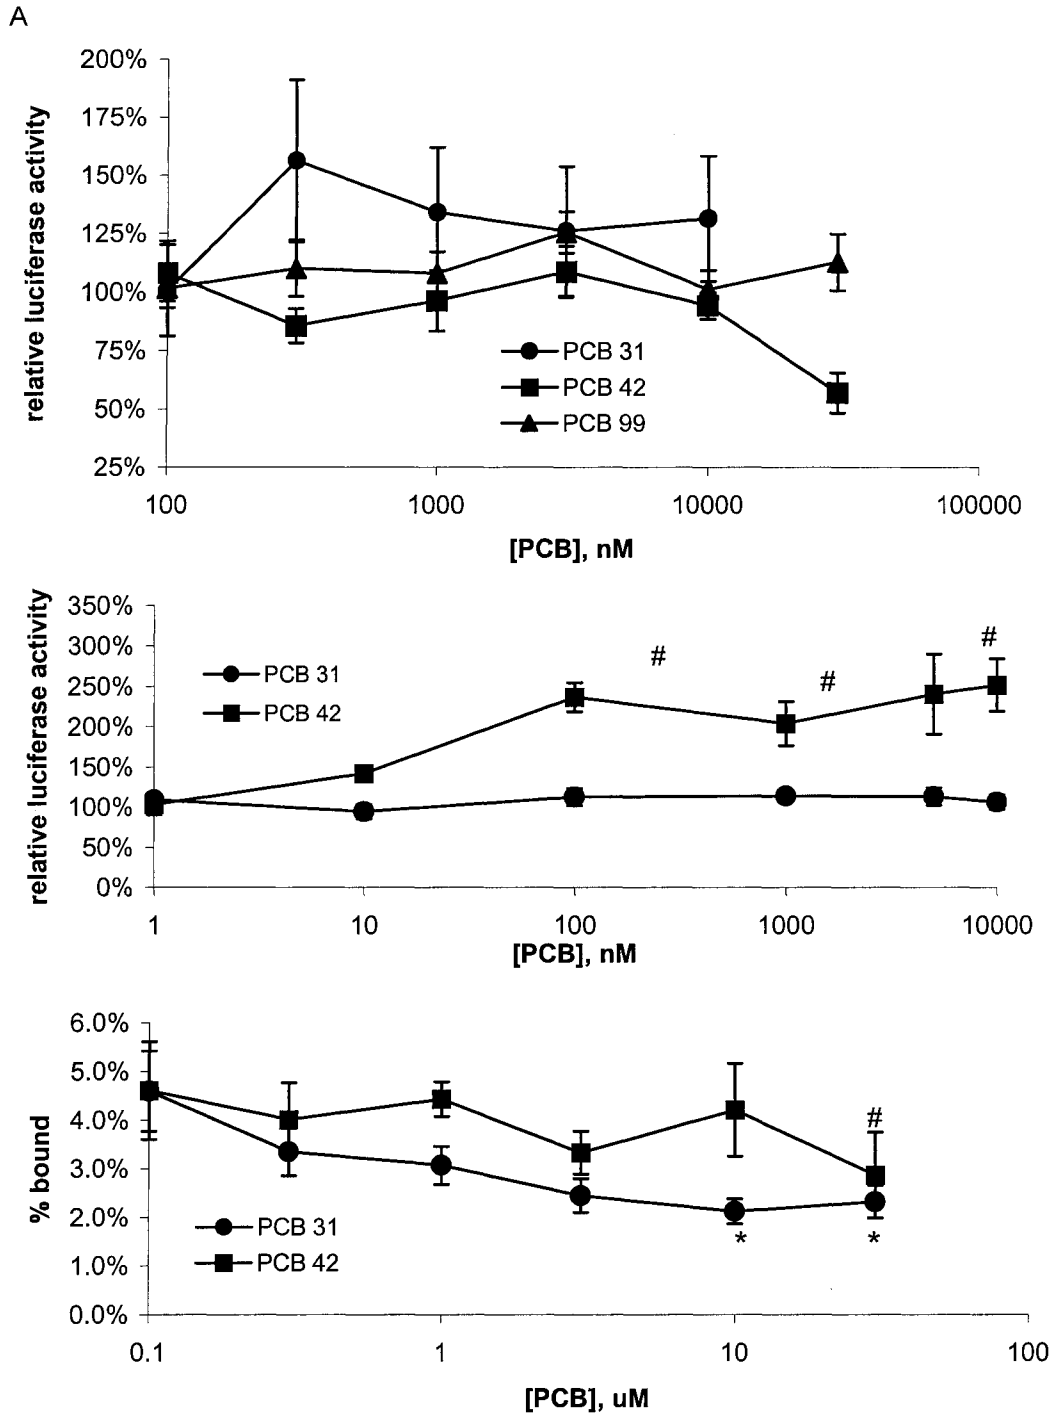 A
200%
175%
150%
125%
100%
75%
50%
25%
relative luciferase activity
PCB 31
PCB 42
PCB 99
100 1000 10000 100000
[PCB], nM
350%
300%
250%
200%
150%
100%
50%
0%
relative luciferase activity
PCB 31
PCB 42
# # #
1 10 100 1000 10000
[PCB], nM
6.0%
5.0%
4.0%
3.0%
2.0%
1.0%
0.0%
% bound
#
PCB 31
PCB 42
* *
0.1 1 10 100
[PCB], uM